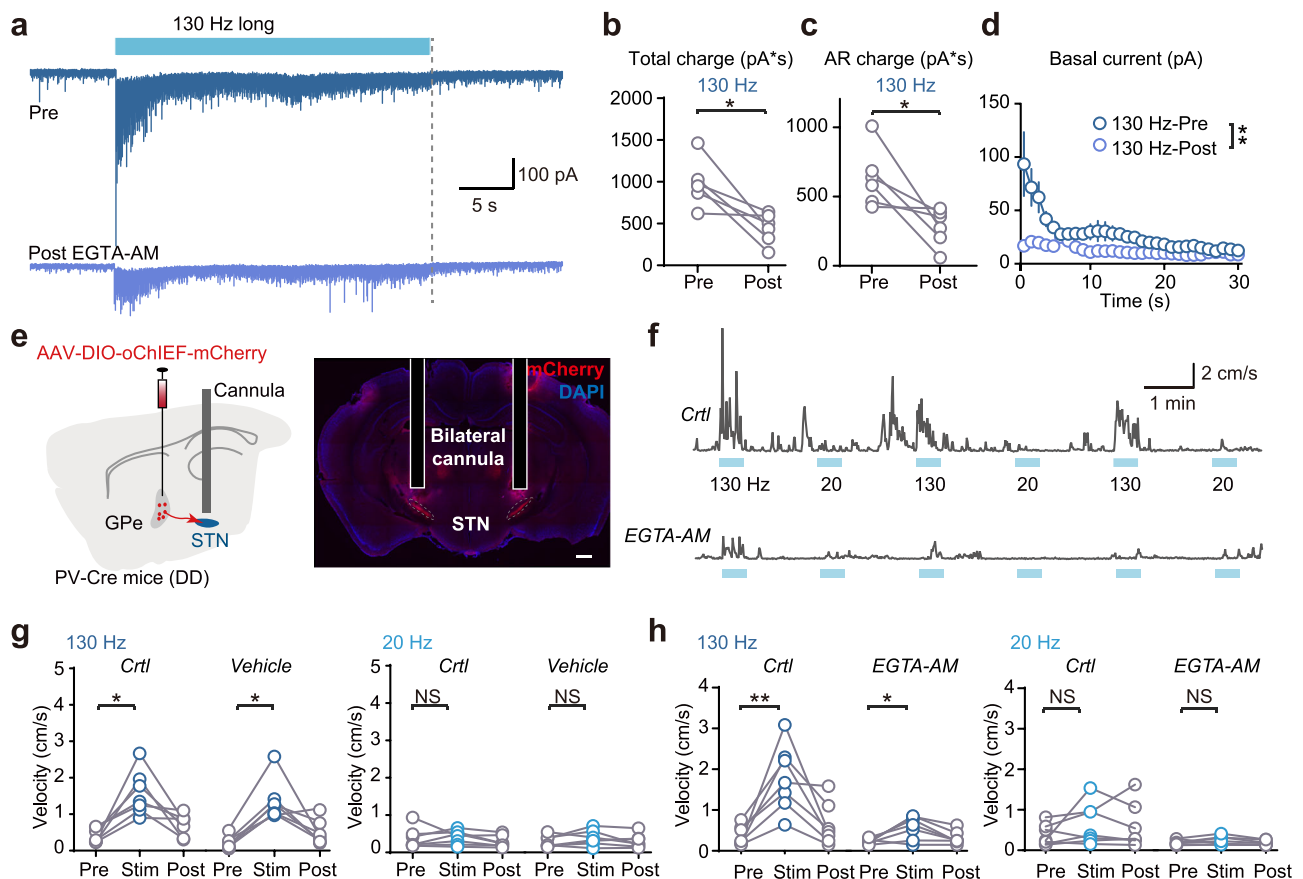 a
130 Hz long
Pre
100 pA
5 s
Post EGTA-AM
b
Total charge (pA*s)
130 Hz
*
2000
1500
1000
500
0
Pre Post
c
AR charge (pA*s)
130 Hz
*
1000
500
0
Pre Post
d
Basal current (pA)
150
100
50
0
130 Hz-Pre
130 Hz-Post
**
0 10 20 30
Time (s)
e
AAV-DIO-oChIEF-mCherry
Cannula
GPe
STN
PV-Cre mice (DD)
mCherry
DAPI
Bilateral
cannula
STN
f
2 cm/s
1 min
Crtl
130 Hz 20 130 20 130 20
EGTA-AM
g
130 Hz
Crtl Vehicle
* *
Velocity (cm/s)
5
4
3
2
1
0
Pre Stim Post Pre Stim Post
20 Hz
Crtl Vehicle
NS NS
Velocity (cm/s)
5
4
3
2
1
0
Pre Stim Post Pre Stim Post
h
130 Hz
Crtl EGTA-AM
** *
Velocity (cm/s)
4
3
2
1
0
Pre Stim Post Pre Stim Post
20 Hz
Crtl EGTA-AM
NS NS
Velocity (cm/s)
4
3
2
1
0
Pre Stim Post Pre Stim Post